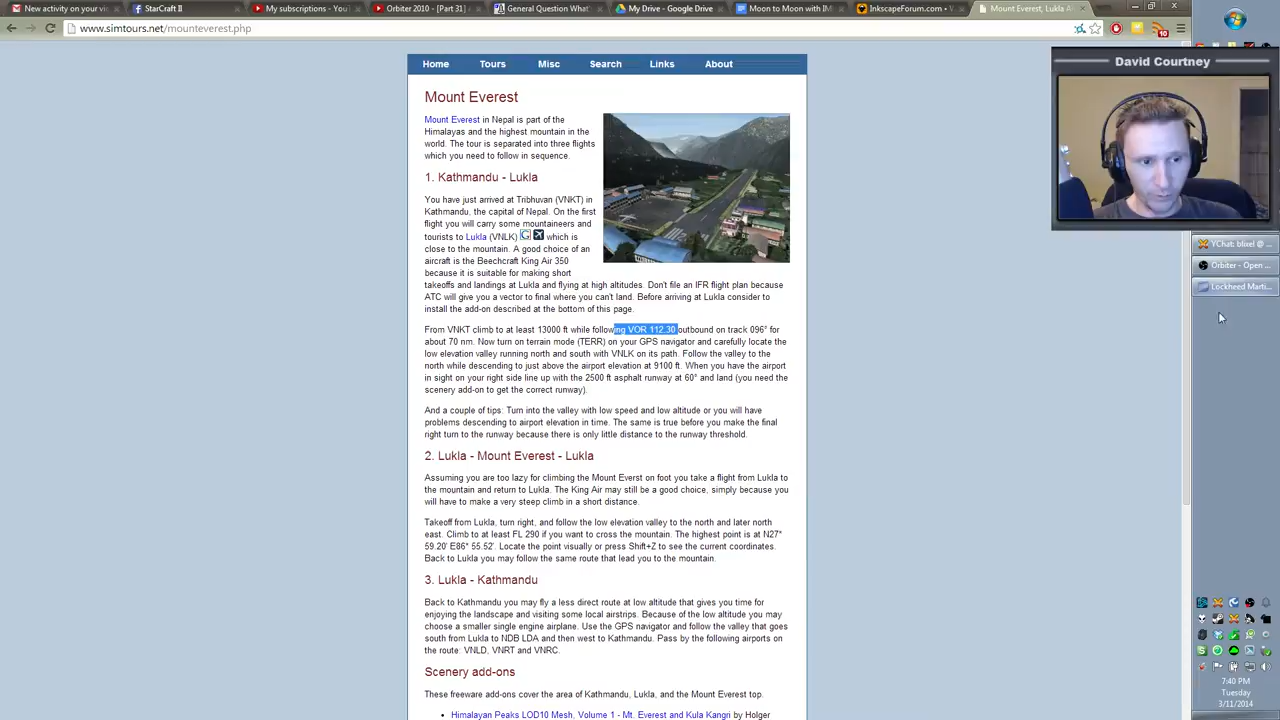 New activity on your vid
StarCraft II
My subscriptions - YouT
Orbiter 2010 - [Part 31]
General Question What'
My Drive - Google Drive
Moon to Moon with IM
InkscapeForum.com • V
Mount Everest, Lukla A
www.simtours.net/mounteverest.php
10
David Courtney
Home Tours Misc Search Links About
Mount Everest
Mount Everest in Nepal is part of the
Himalayas and the highest mountain in the
world. The tour is separated into three flights
which you need to follow in sequence.
1. Kathmandu - Lukla
You have just arrived at Tribhuvan (VNKT) in
Kathmandu, the capital of Nepal. On the first
flight you will carry some mountaineers and
tourists to Lukla (VNLK) which is
close to the mountain. A good choice of an
aircraft is the Beechcraft King Air 350
because it is suitable for making short
takeoffs and landings at Lukla and flying at high altitudes. Don't file an IFR flight plan because
ATC will give you a vector to final where you can't land. Before arriving at Lukla consider to
install the add-on described at the bottom of this page.
From VNKT climb to at least 13000 ft while following VOR 112.30 outbound on track 096° for
about 70 nm. Now turn on terrain mode (TERR) on your GPS navigator and carefully locate the
low elevation valley running north and south with VNLK on its path. Follow the valley to the
north while descending to just above the airport elevation at 9100 ft. When you have the airport
in sight on your right side line up with the 2500 ft asphalt runway at 60° and land (you need the
scenery add-on to get the correct runway).
And a couple of tips: Turn into the valley with low speed and low altitude or you will have
problems descending to airport elevation in time. The same is true before you make the final
right turn to the runway because there is only little distance to the runway threshold.
2. Lukla - Mount Everest - Lukla
Assuming you are too lazy for climbing the Mount Everst on foot you take a flight from Lukla to
the mountain and return to Lukla. The King Air may still be a good choice, simply because you
will have to make a very steep climb in a short distance.
Takeoff from Lukla, turn right, and follow the low elevation valley to the north and later north
east. Climb to at least FL 290 if you want to cross the mountain. The highest point is at N27°
59.20' E86° 55.52'. Locate the point visually or press Shift+Z to see the current coordinates.
Back to Lukla you may follow the same route that lead you to the mountain.
3. Lukla - Kathmandu
Back to Kathmandu you may fly a less direct route at low altitude that gives you time for
enjoying the landscape and visiting some local airstrips. Because of the low altitude you may
choose a smaller single engine airplane. Use the GPS navigator and follow the valley that goes
south from Lukla to NDB LDA and then west to Kathmandu. Pass by the following airports on
the route: VNLD, VNRT and VNRC.
Scenery add-ons
These freeware add-ons cover the area of Kathmandu, Lukla, and the Mount Everest top.
• Himalayan Peaks LOD10 Mesh, Volume 1 - Mt. Everest and Kula Kangri by Holger
YChat: blixel @ ...
Orbiter - Open ...
Lockheed Marti...
7:40 PM
Tuesday
3/11/2014